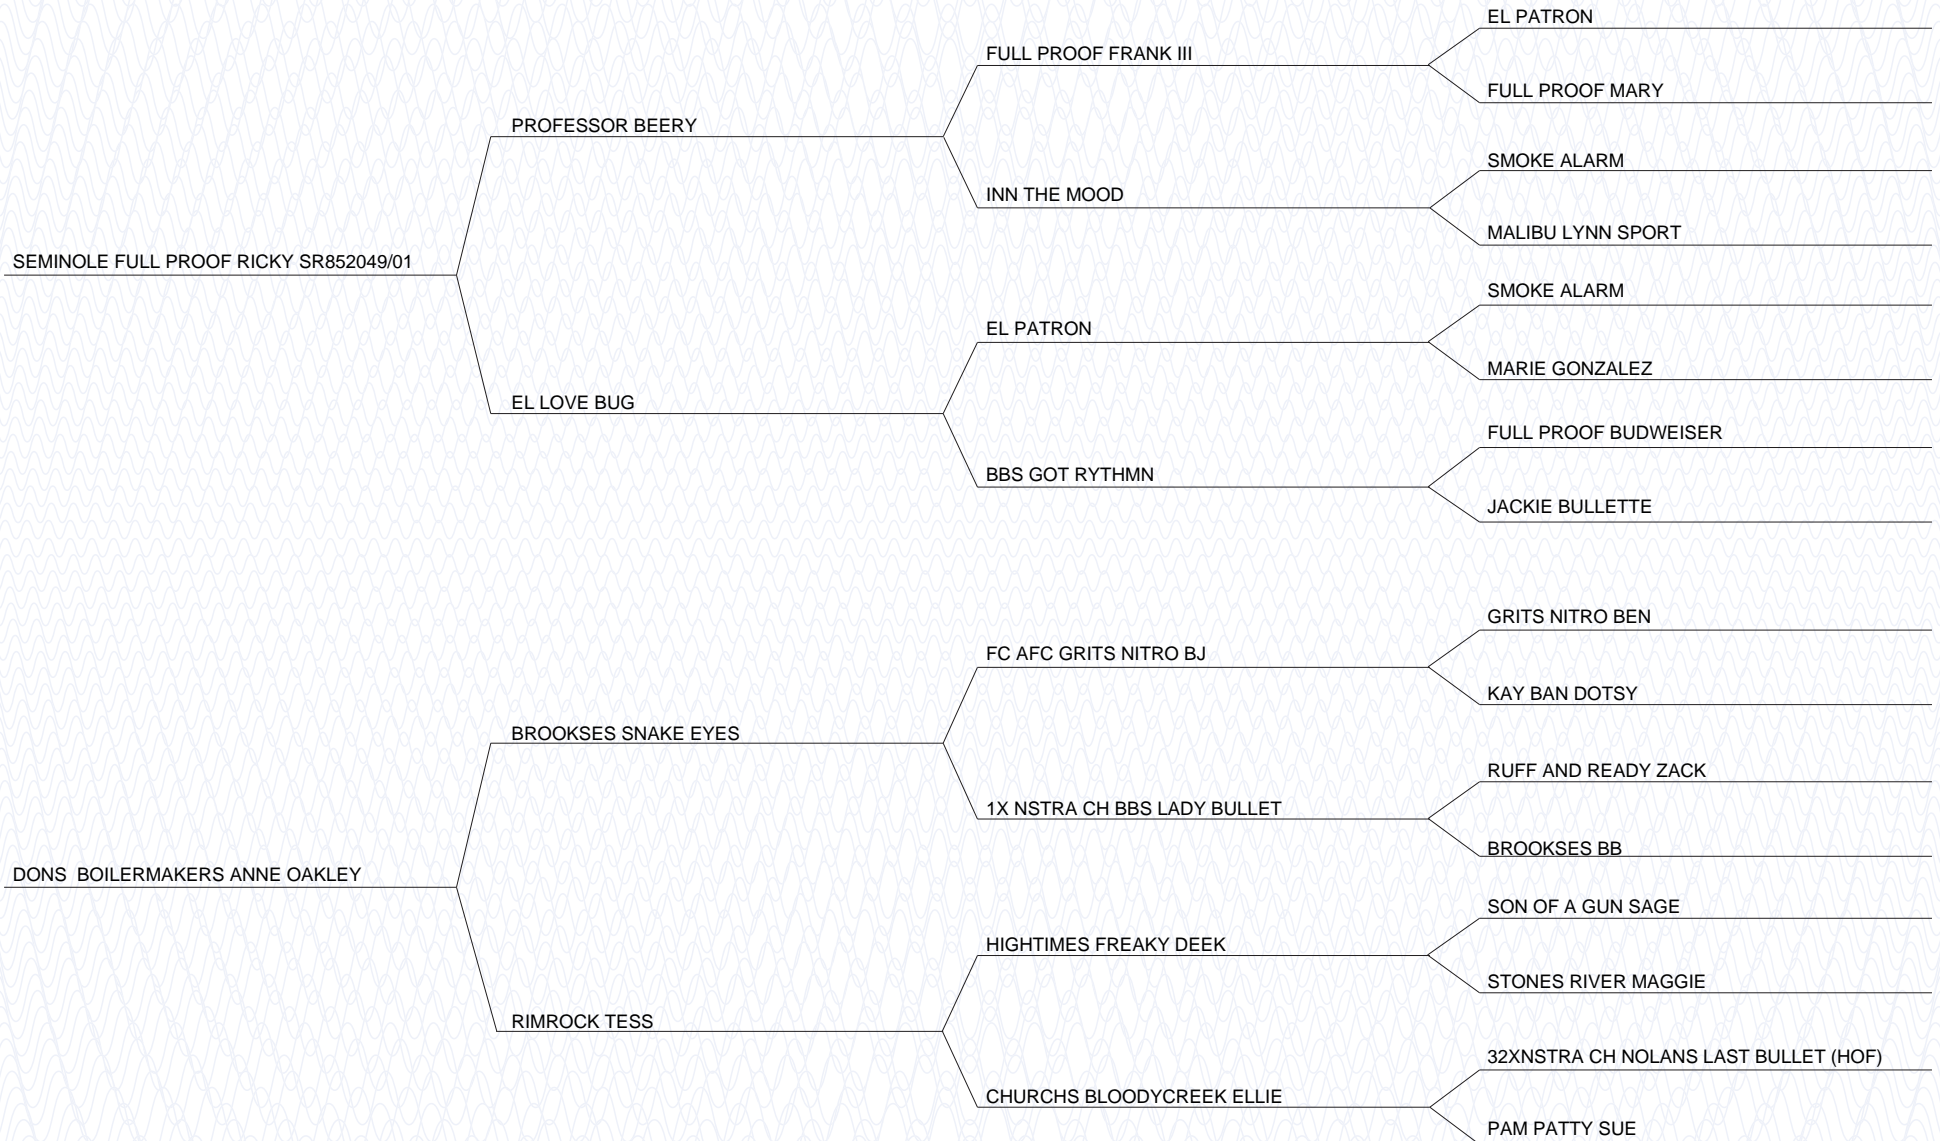 EL PATRON
FULL PROOF FRANK III
FULL PROOF MARY
PROFESSOR BEERY
SMOKE ALARM
INN THE MOOD
MALIBU LYNN SPORT
SEMINOLE FULL PROOF RICKY SR852049/01
SMOKE ALARM
EL PATRON
MARIE GONZALEZ
EL LOVE BUG
FULL PROOF BUDWEISER
BBS GOT RYTHMN
JACKIE BULLETTE
GRITS NITRO BEN
FC AFC GRITS NITRO BJ
KAY BAN DOTSY
BROOKSES SNAKE EYES
RUFF AND READY ZACK
1X NSTRA CH BBS LADY BULLET
BROOKSES BB
DONS  BOILERMAKERS ANNE OAKLEY
SON OF A GUN SAGE
HIGHTIMES FREAKY DEEK
STONES RIVER MAGGIE
RIMROCK TESS
32XNSTRA CH NOLANS LAST BULLET (HOF)
CHURCHS BLOODYCREEK ELLIE
PAM PATTY SUE